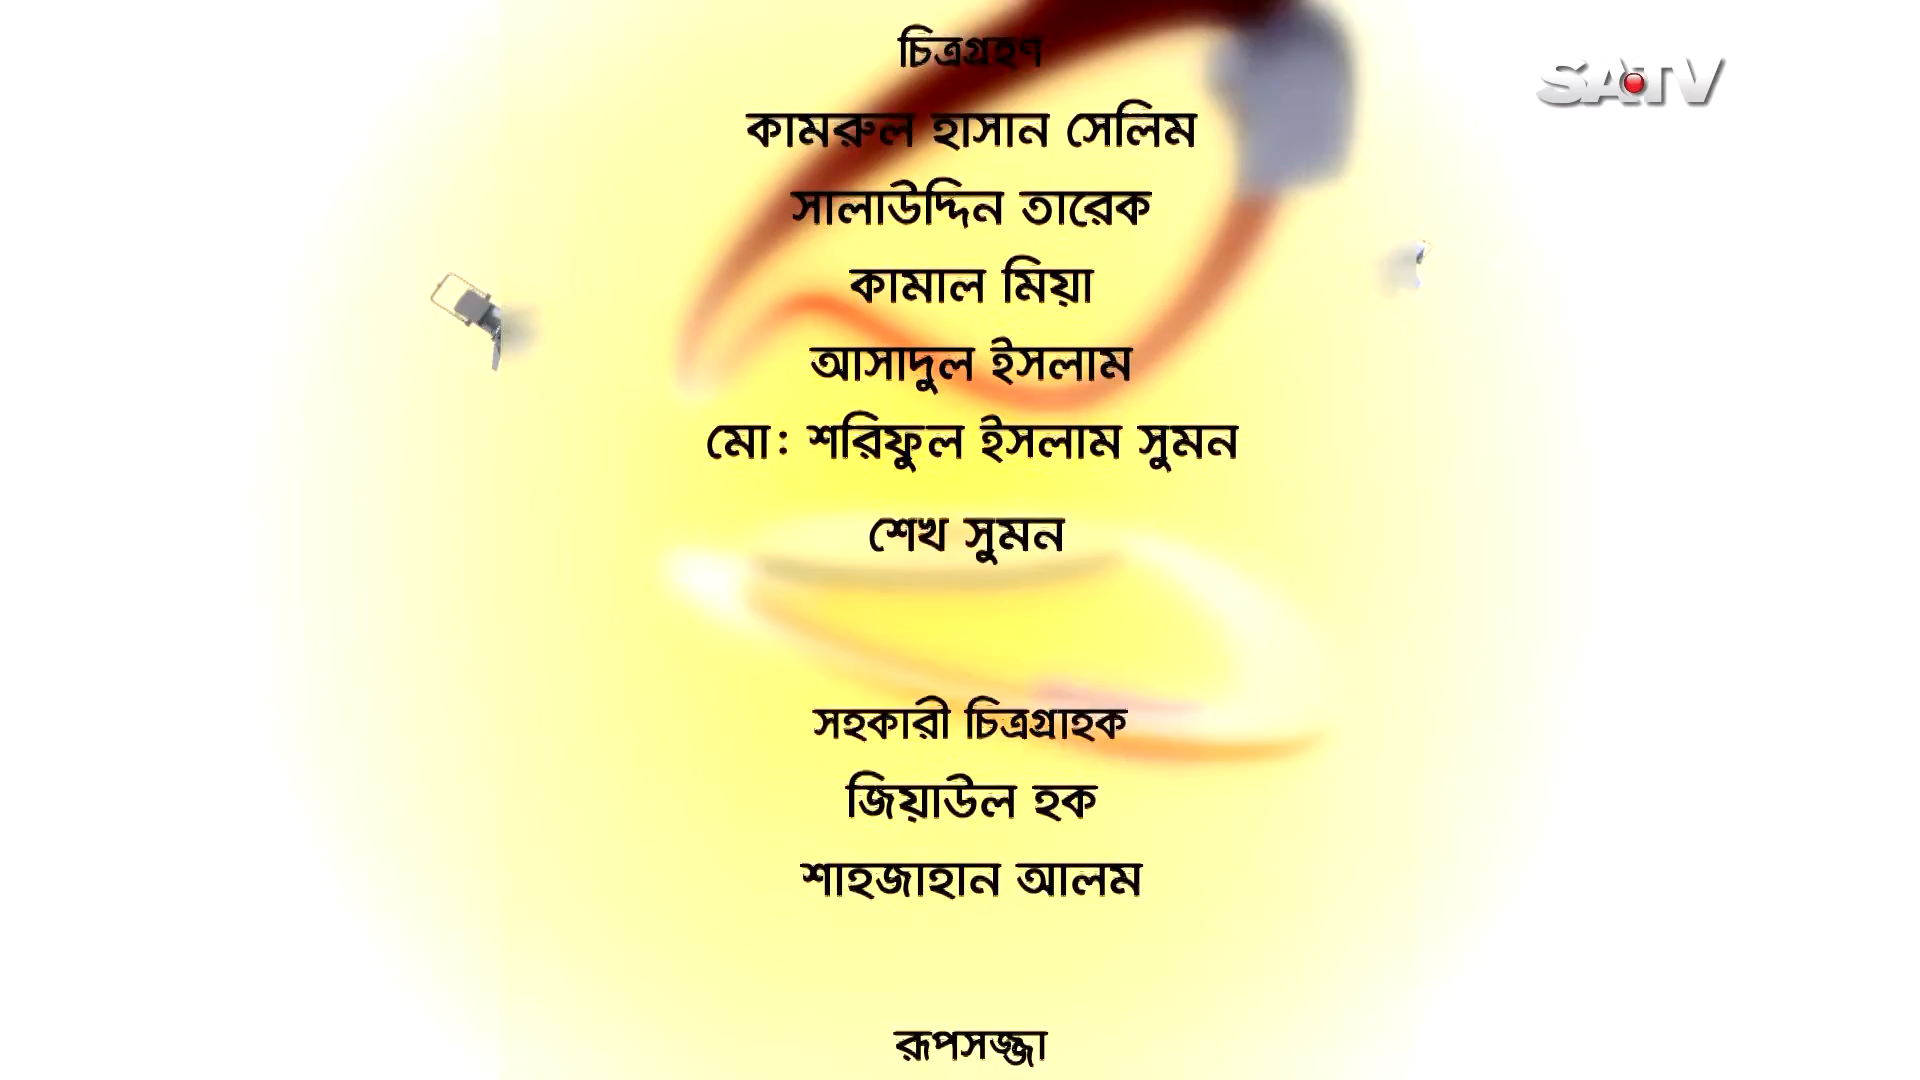 চিত্রগ্রহণ
SATV
কামরুল হাসান সেলিম
সালাউদ্দিন তারেক
কামাল মিয়া
আসাদুল ইসলাম
মো: শরিফুল ইসলাম সুমন
শেখ সুমন
সহকারী চিত্রগ্রাহক
জিয়াউল হক
শাহজাহান আলম
রূপসজ্জা